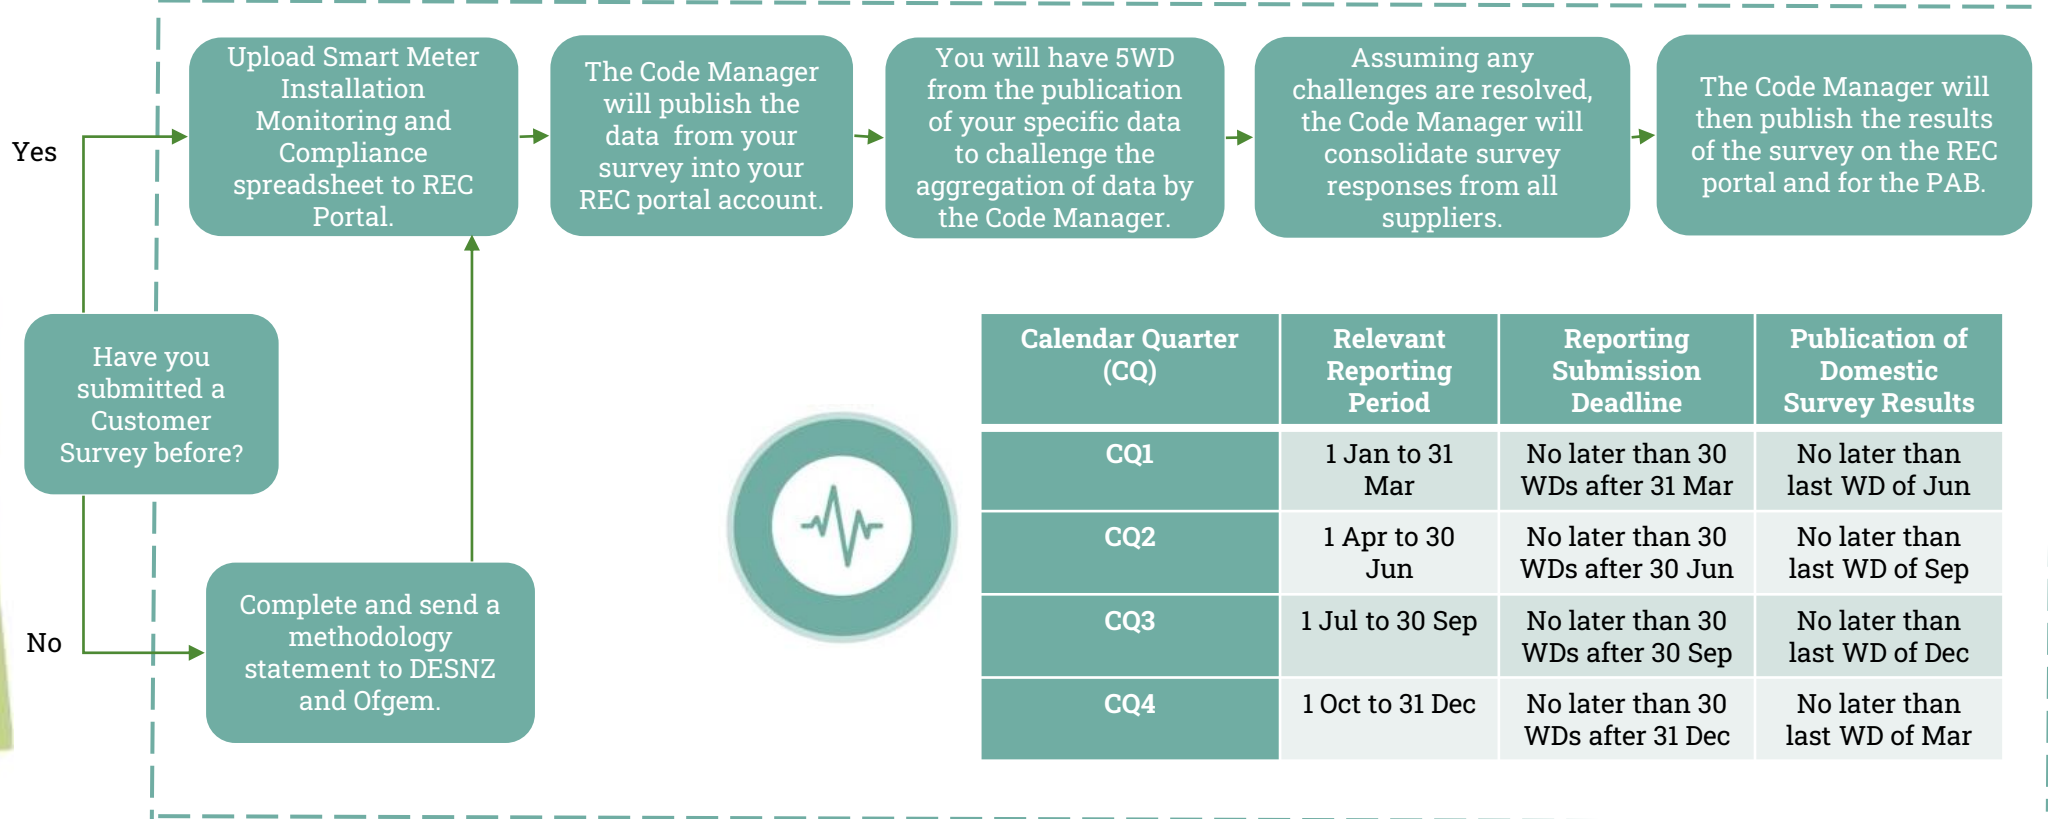 Yes
Upload Smart Meter
Installation
Monitoring and
Compliance
spreadsheet to REC
Portal.
The Code Manager
will publish the
data from your
survey into your
REC portal account.
You will have 5WD
from the publication
of your specific data
to challenge the
aggregation of data by
the Code Manager.
Assuming any
challenges are resolved,
the Code Manager will
consolidate survey
responses from all
suppliers.
The Code Manager will
then publish the results
of the survey on the REC
portal and for the PAB.
Have you
submitted a
Customer
Survey before?
No
Complete and send a
methodology
statement to DESNZ
and Ofgem.
Calendar Quarter
(CQ)
Relevant
Reporting
Period
Reporting
Submission
Deadline
Publication of
Domestic
Survey Results
CQ1
1 Jan to 31
Mar
No later than 30
WDs after 31 Mar
No later than
last WD of Jun
CQ2
1 Apr to 30
Jun
No later than 30
WDs after 30 Jun
No later than
last WD of Sep
CQ3
1 Jul to 30 Sep
No later than 30
WDs after 30 Sep
No later than
last WD of Dec
CQ4
1 Oct to 31 Dec
No later than 30
WDs after 31 Dec
No later than
last WD of Mar